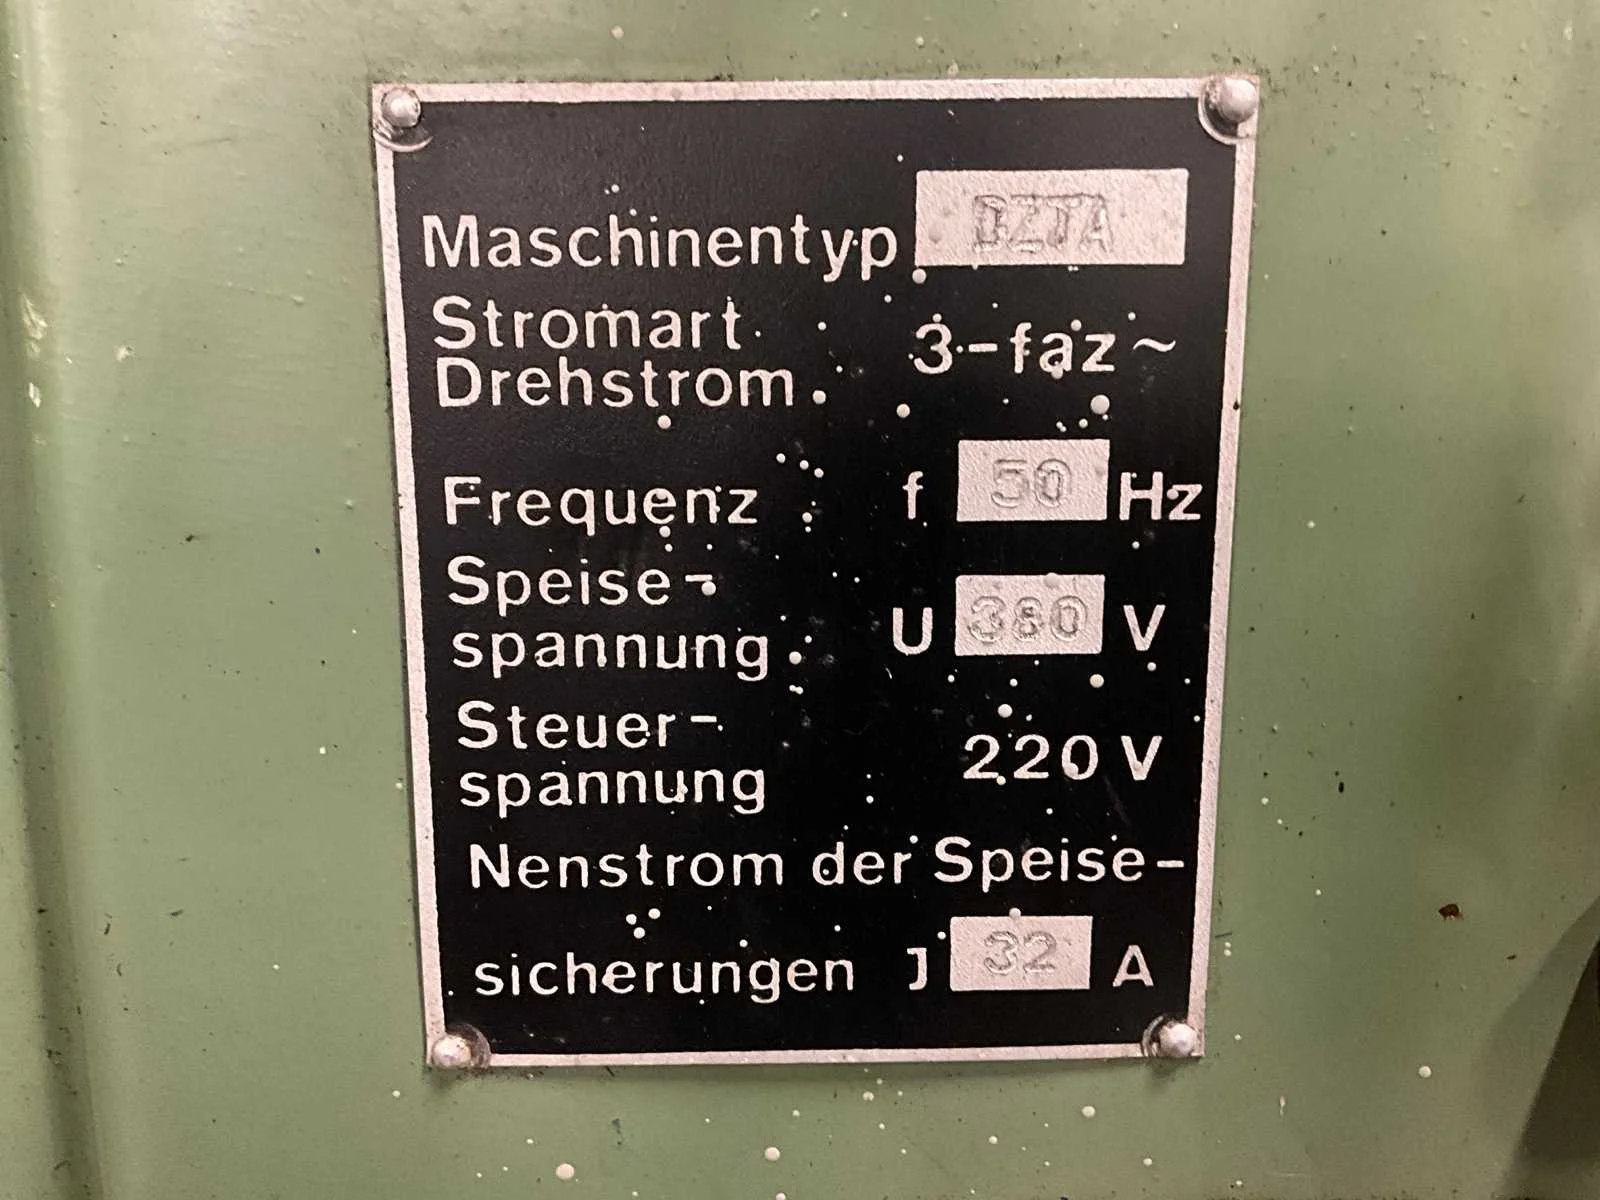 Maschinentyp DZTA
Stromart
Drehstrom 3-faz~
Frequenz f 50 Hz
Speise-
spannung U 380 V
Steuer-
spannung 220 V
Nenstrom der Speise-
sicherungen J 32 A